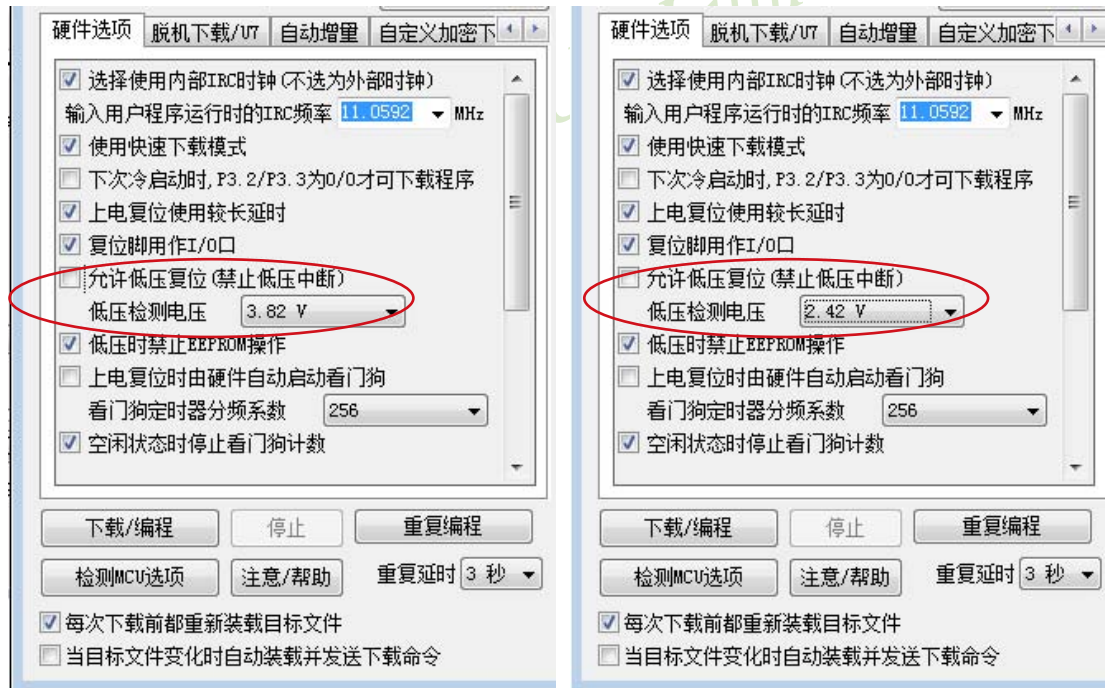 硬件选项 脱机下载/U7 自动增量 自定义加密下
选择使用内部IRC时钟(不选为外部时钟)
输入用户程序运行时的IRC频率 11.0592 MHz
使用快速下载模式
下次冷启动时,P3.2/P3.3为0/0才可下载程序
上电复位使用较长延时
复位脚用作I/O口
允许低压复位(禁止低压中断)
低压检测电压 3.82 V
低压时禁止EEPROM操作
上电复位时由硬件自动启动看门狗
看门狗定时器分频系数 256
空闲状态时停止看门狗计数
下载/编程 停止 重复编程
检测MCU选项 注意/帮助 重复延时 3 秒
每次下载前都重新装载目标文件
当目标文件变化时自动装载并发送下载命令
硬件选项 脱机下载/U7 自动增量 自定义加密下
选择使用内部IRC时钟(不选为外部时钟)
输入用户程序运行时的IRC频率 11.0592 MHz
使用快速下载模式
下次冷启动时,P3.2/P3.3为0/0才可下载程序
上电复位使用较长延时
复位脚用作I/O口
允许低压复位(禁止低压中断)
低压检测电压 2.42 V
低压时禁止EEPROM操作
上电复位时由硬件自动启动看门狗
看门狗定时器分频系数 256
空闲状态时停止看门狗计数
下载/编程 停止 重复编程
检测MCU选项 注意/帮助 重复延时 3 秒
每次下载前都重新装载目标文件
当目标文件变化时自动装载并发送下载命令